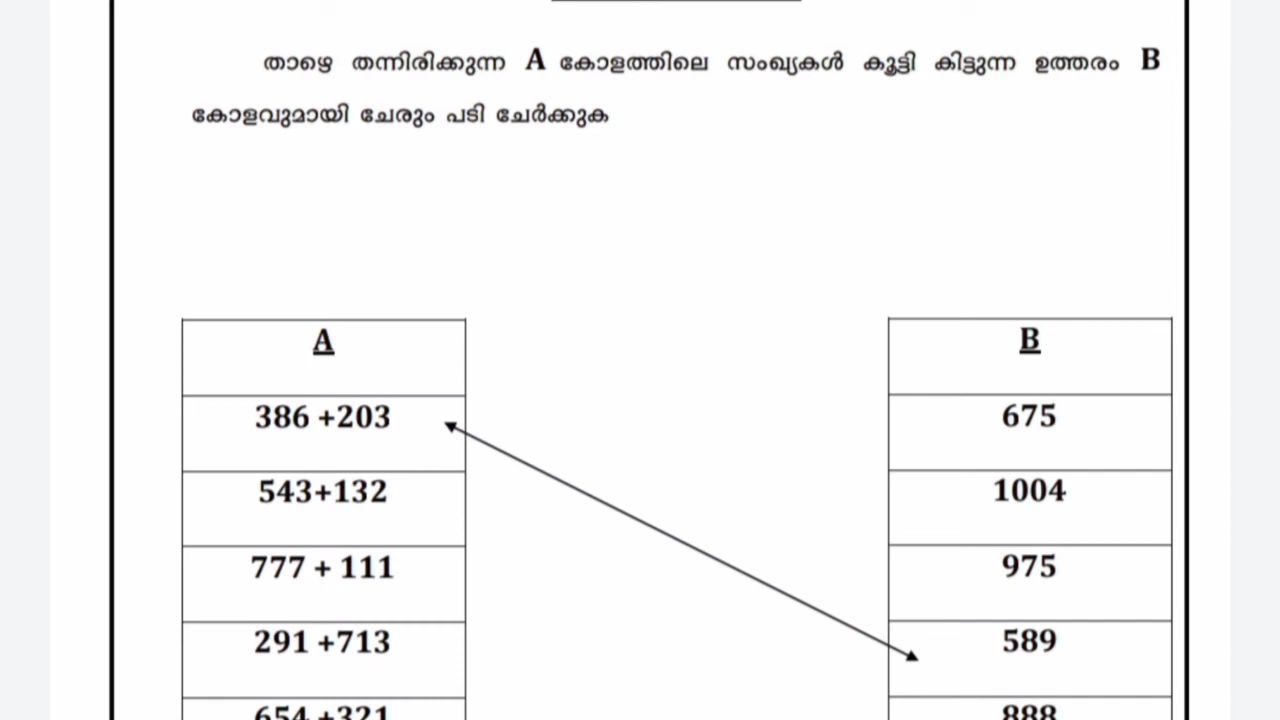 താഴെ തന്നിരിക്കുന്ന A കോളത്തിലെ സംഖ്യകൾ കൂട്ടി കിട്ടുന്ന ഉത്തരം B
കോളവുമായി ചേരും പടി ചേർക്കുക
A B
386 +203 675
543+132 1004
777 + 111 975
291 +713 589
654 +321 888